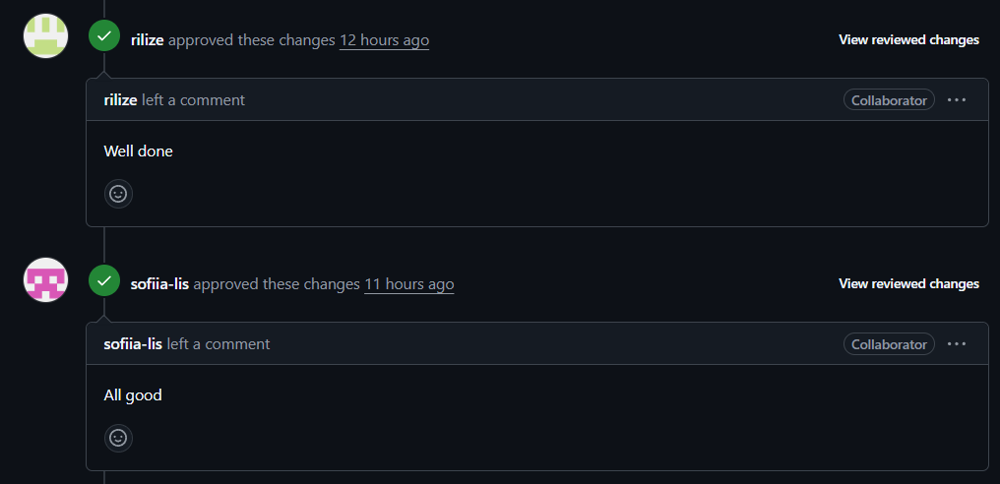 rilize approved these changes 12 hours ago View reviewed changes
rilize left a comment Collaborator ...
Well done
sofiia-lis approved these changes 11 hours ago View reviewed changes
sofiia-lis left a comment Collaborator ...
All good